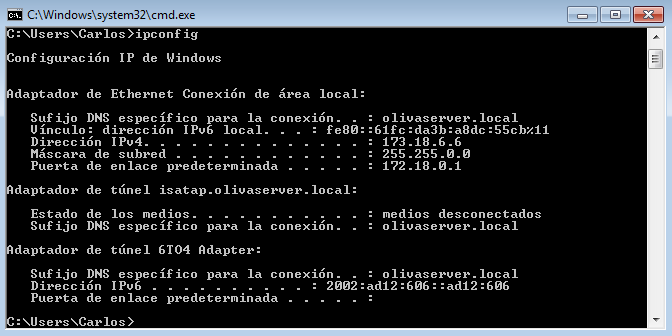 C:\Windows\system32\cmd.exe
C:\Users\Carlos>ipconfig
Configuración IP de Windows
Adaptador de Ethernet Conexión de área local:
Sufijo DNS específico para la conexión. . : olivaserver.local
Vínculo: dirección IPv6 local. . . : fe80::61fc:da3b:a8dc:55cb%11
Dirección IPv4. . . . . . . . . . . . . . : 173.18.6.6
Máscara de subred . . . . . . . . . . . . : 255.255.0.0
Puerta de enlace predeterminada . . . . . : 172.18.0.1
Adaptador de túnel isatap.olivaserver.local:
Estado de los medios. . . . . . . . . . . : medios desconectados
Sufijo DNS específico para la conexión. . : olivaserver.local
Adaptador de túnel 6TO4 Adapter:
Sufijo DNS específico para la conexión. . : olivaserver.local
Dirección IPv6 . . . . . . . . . . : 2002:ad12:606::ad12:606
Puerta de enlace predeterminada . . . . . :
C:\Users\Carlos>